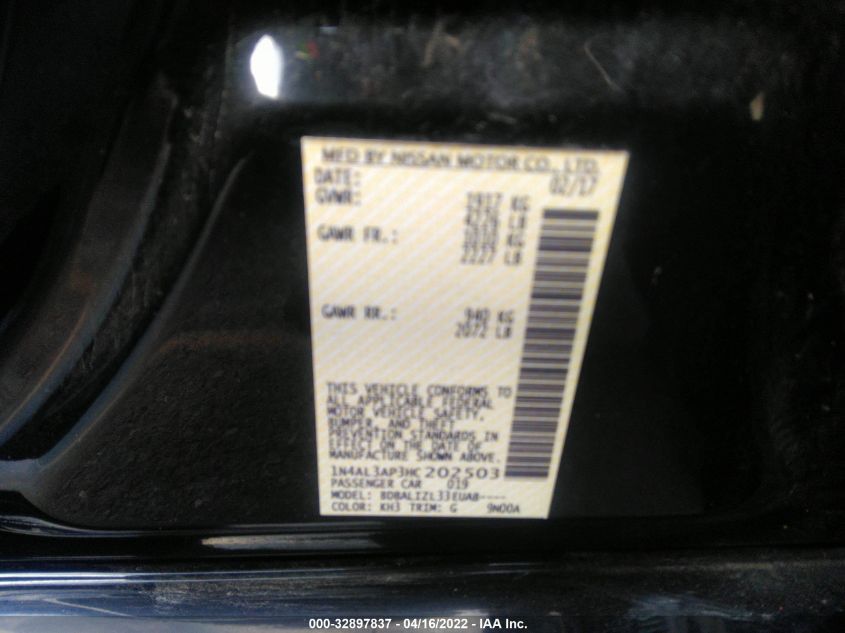 MFD BY NISSAN MOTOR CO., LTD.
DATE: 02/17
GVWR: 1917 KG
4226 LB
GAWR FR.: KG
2227 LB
GAWR RR.: 940 KG
2072 LB
THIS VEHICLE CONFORMS TO
ALL APPLICABLE FEDERAL
MOTOR VEHICLE SAFETY,
BUMPER, AND THEFT
PREVENTION STANDARDS IN
EFFECT ON THE DATE OF
MANUFACTURE SHOWN ABOVE.
1N4AL3AP3HC202503
PASSENGER CAR 019
MODEL: BDBALIZL33EUA8----
COLOR: KH3 TRIM: G 9N00A
000-32897837 - 04/16/2022 - IAA Inc.